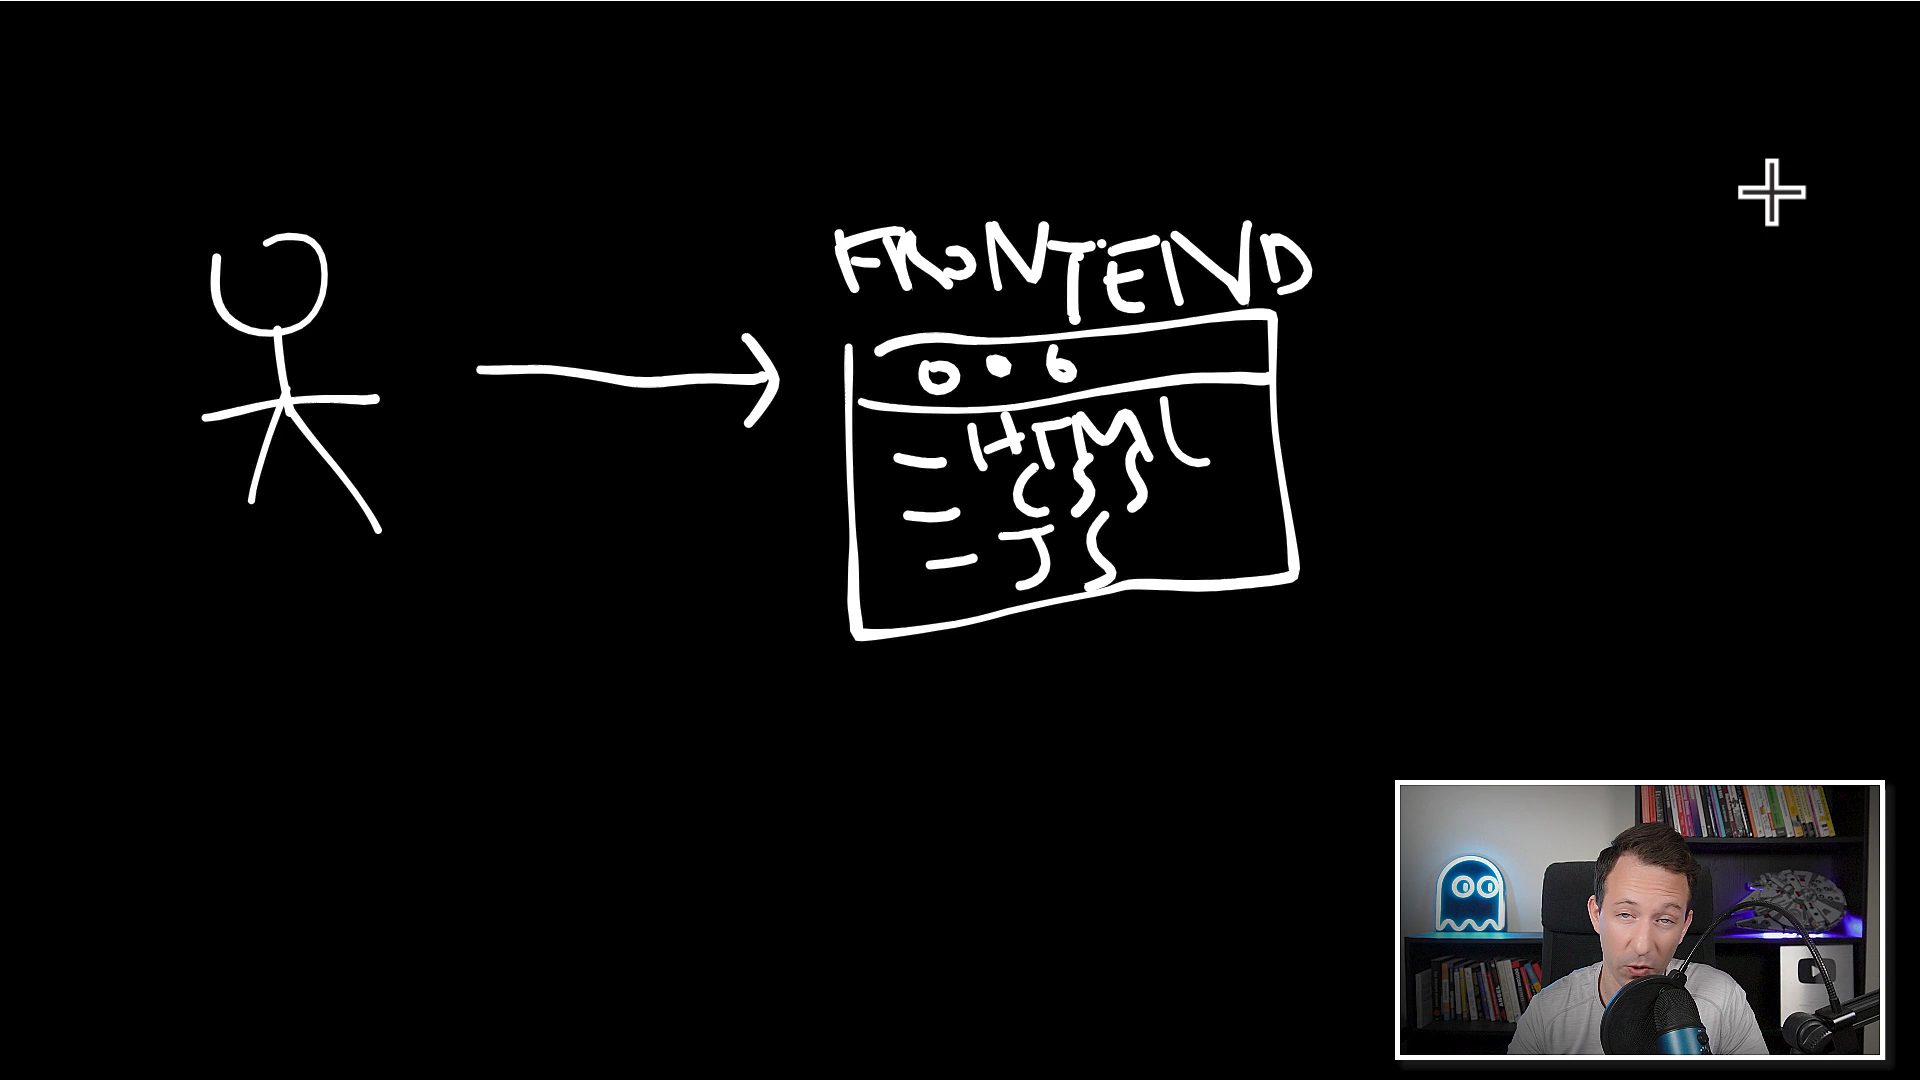 FRONTEND
- HTML
- CSS
- JS